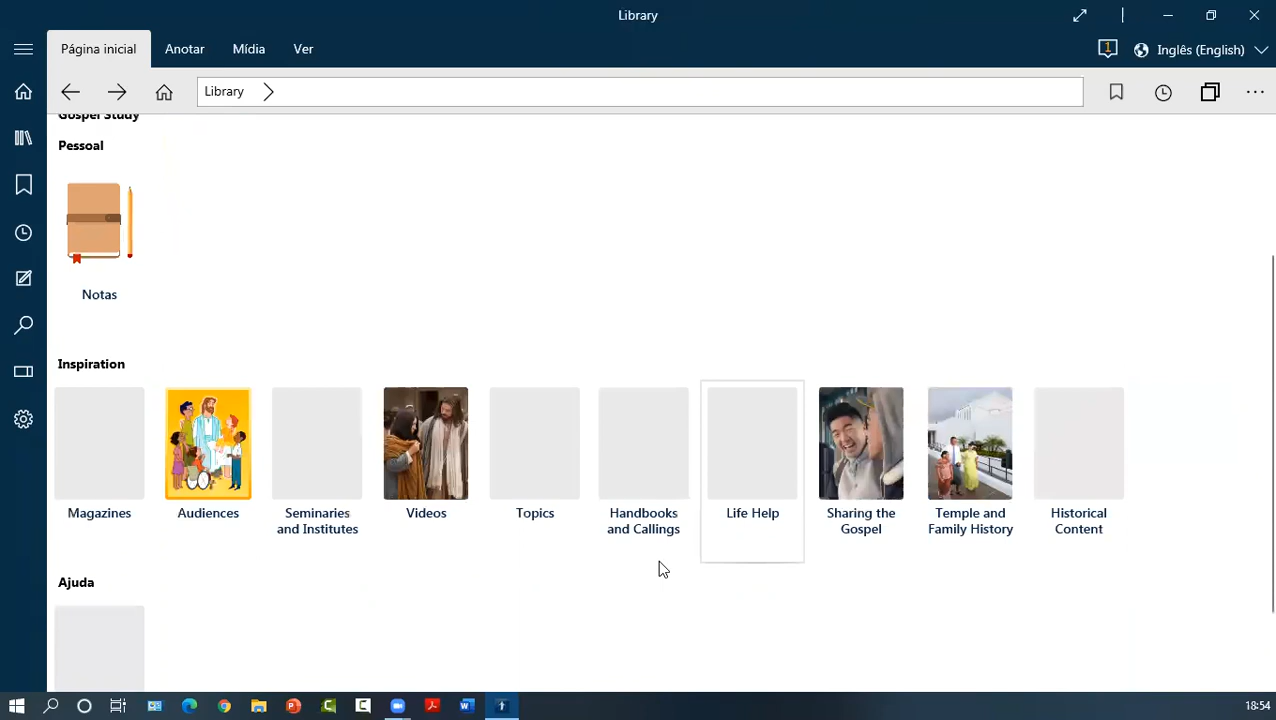 Library
Página inicial
Anotar
Mídia
Ver
1
Inglês (English)
Library
Gospel Study
Pessoal
Notas
Inspiration
Magazines
Audiences
Seminaries
and Institutes
Videos
Topics
Handbooks
and Callings
Life Help
Sharing the
Gospel
Temple and
Family History
Historical
Content
Ajuda
18:54